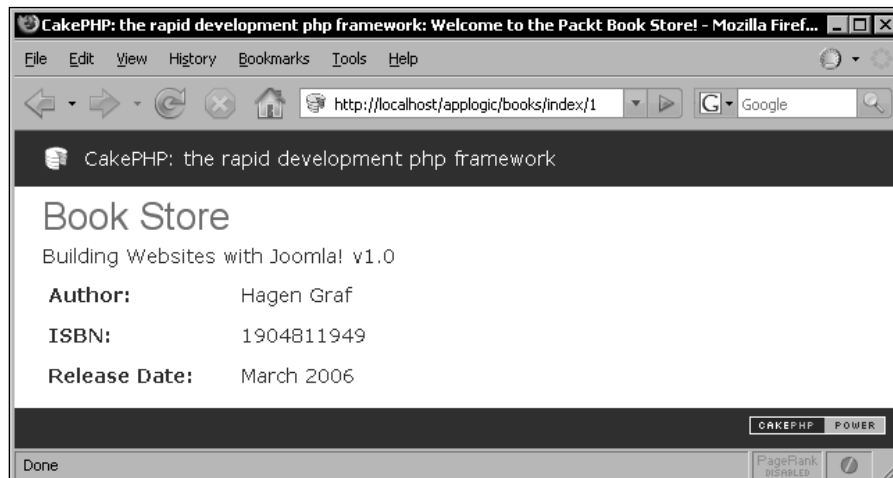 CakePHP: the rapid development php framework: Welcome to the Packt Book Store! - Mozilla Firef...
File Edit View History Bookmarks Tools Help
http://localhost/applogic/books/index/1 G Google
CakePHP: the rapid development php framework
Book Store
Building Websites with Joomla! v1.0
Author: Hagen Graf
ISBN: 1904811949
Release Date: March 2006
CAKEPHP POWER
Done
PageRank
DISABLED